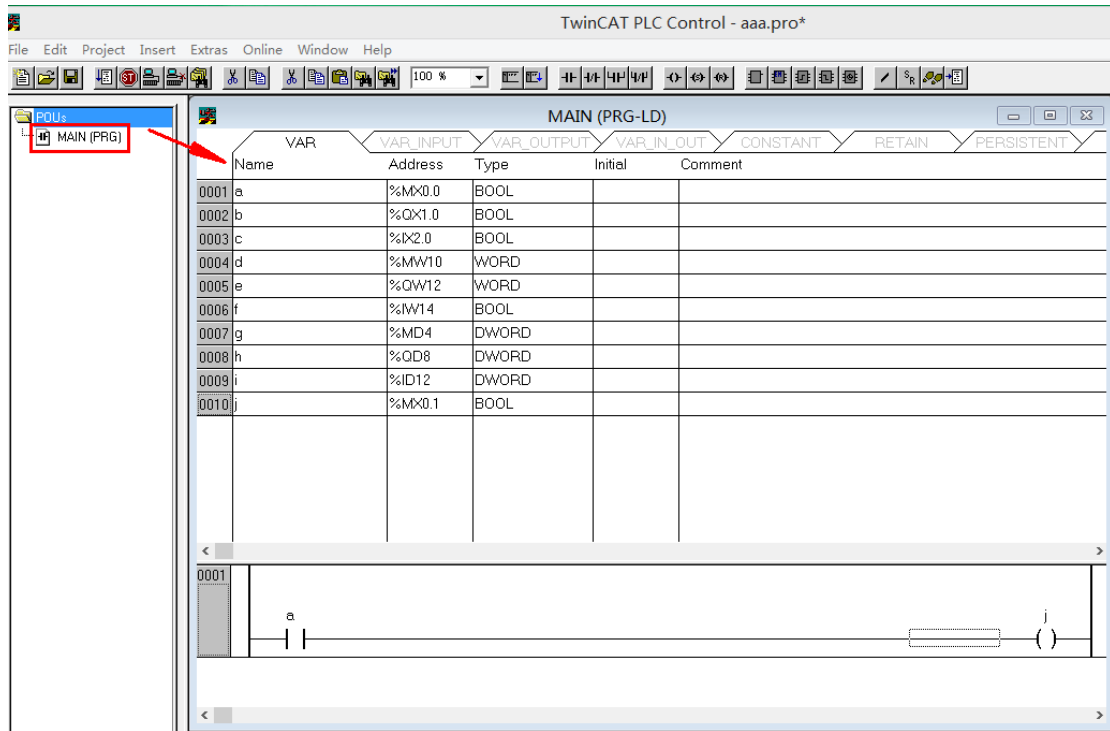 TwinCAT PLC Control - aaa.pro*
File Edit Project Insert Extras Online Window Help
100 %
POUs
MAIN (PRG)
MAIN (PRG-LD)
VAR VAR_INPUT VAR_OUTPUT VAR_IN_OUT CONSTANT RETAIN PERSISTENT
Name Address Type Initial Comment
0001 a %MX0.0 BOOL
0002 b %QX1.0 BOOL
0003 c %IX2.0 BOOL
0004 d %MW10 WORD
0005 e %QW12 WORD
0006 f %IW14 BOOL
0007 g %MD4 DWORD
0008 h %QD8 DWORD
0009 i %ID12 DWORD
0010 j %MX0.1 BOOL
0001
a j